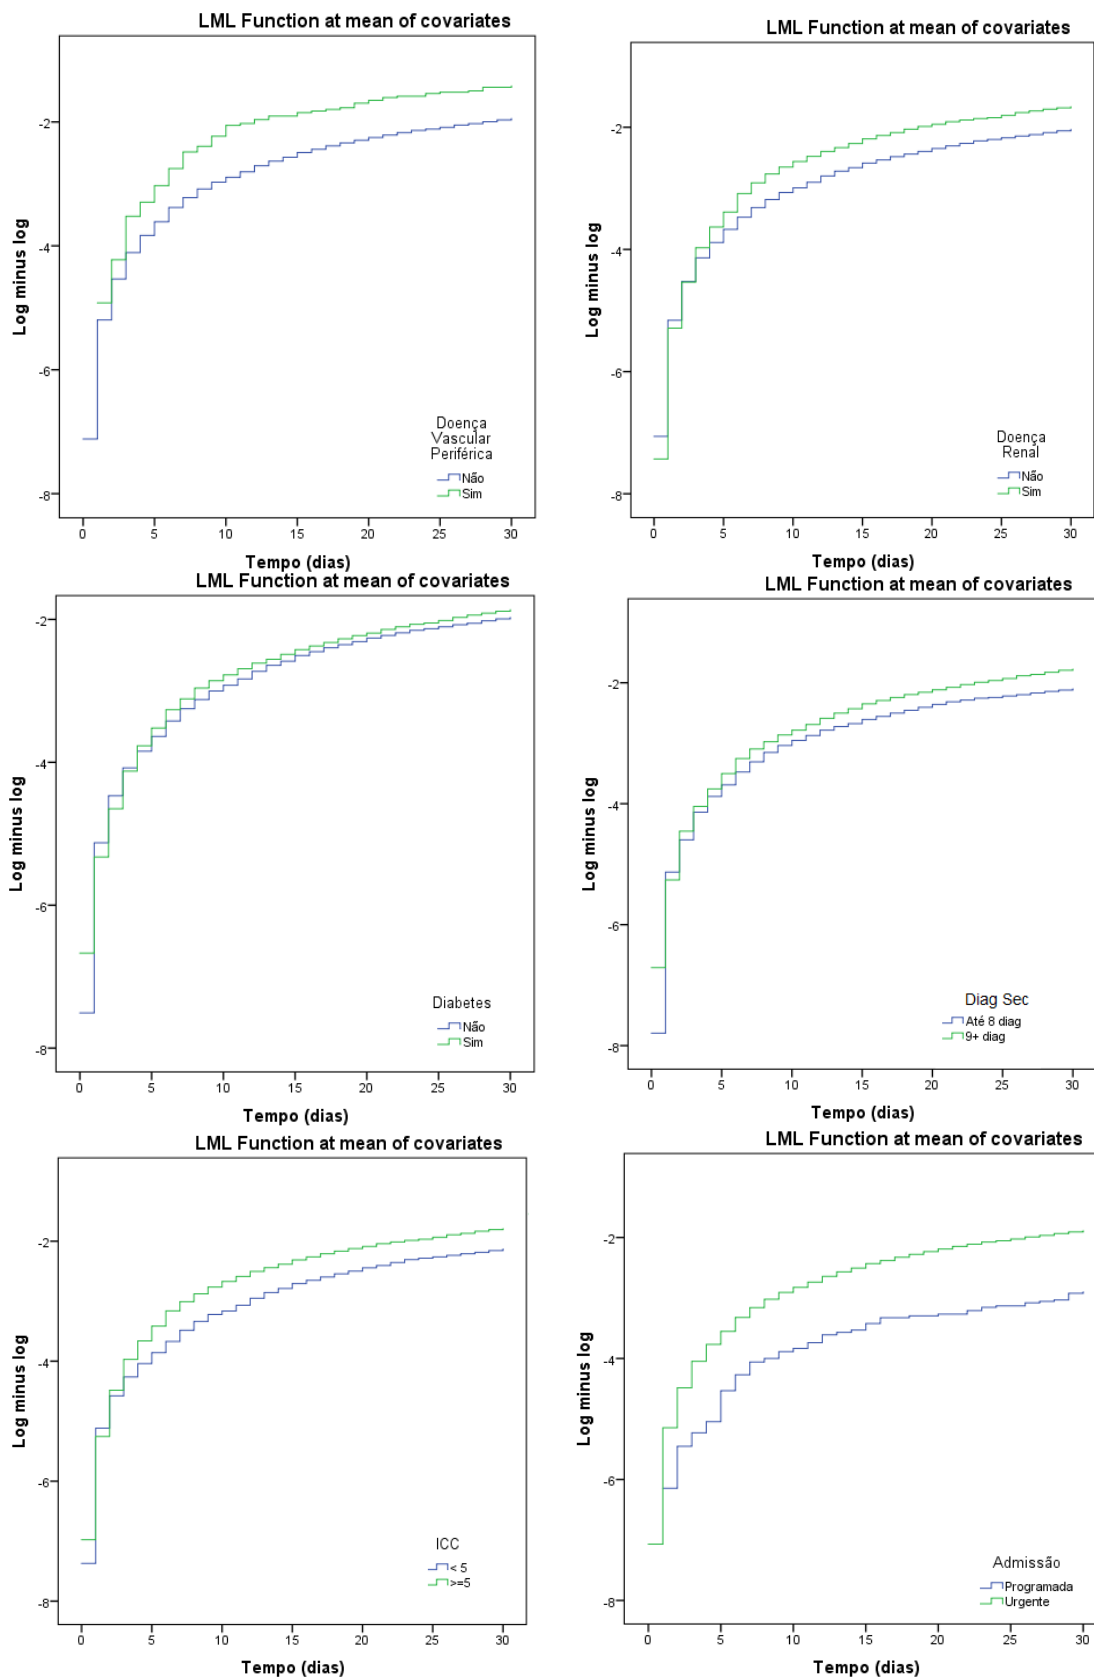 LML Function at mean of covariates
Log minus log
-2
-4
-6
-8
Doença
Vascular
Periférica
Não
Sim
0 5 10 15 20 25 30
Tempo (dias)
LML Function at mean of covariates
Log minus log
-2
-4
-6
-8
Doença
Renal
Não
Sim
0 5 10 15 20 25 30
Tempo (dias)
LML Function at mean of covariates
Log minus log
-2
-4
-6
-8
Diabetes
Não
Sim
0 5 10 15 20 25 30
Tempo (dias)
LML Function at mean of covariates
Log minus log
-2
-4
-6
-8
Diag Sec
Até 8 diag
9+ diag
0 5 10 15 20 25 30
Tempo (dias)
LML Function at mean of covariates
Log minus log
-2
-4
-6
-8
ICC
< 5
>=5
0 5 10 15 20 25 30
Tempo (dias)
LML Function at mean of covariates
Log minus log
-2
-4
-6
-8
Admissão
Programada
Urgente
0 5 10 15 20 25 30
Tempo (dias)